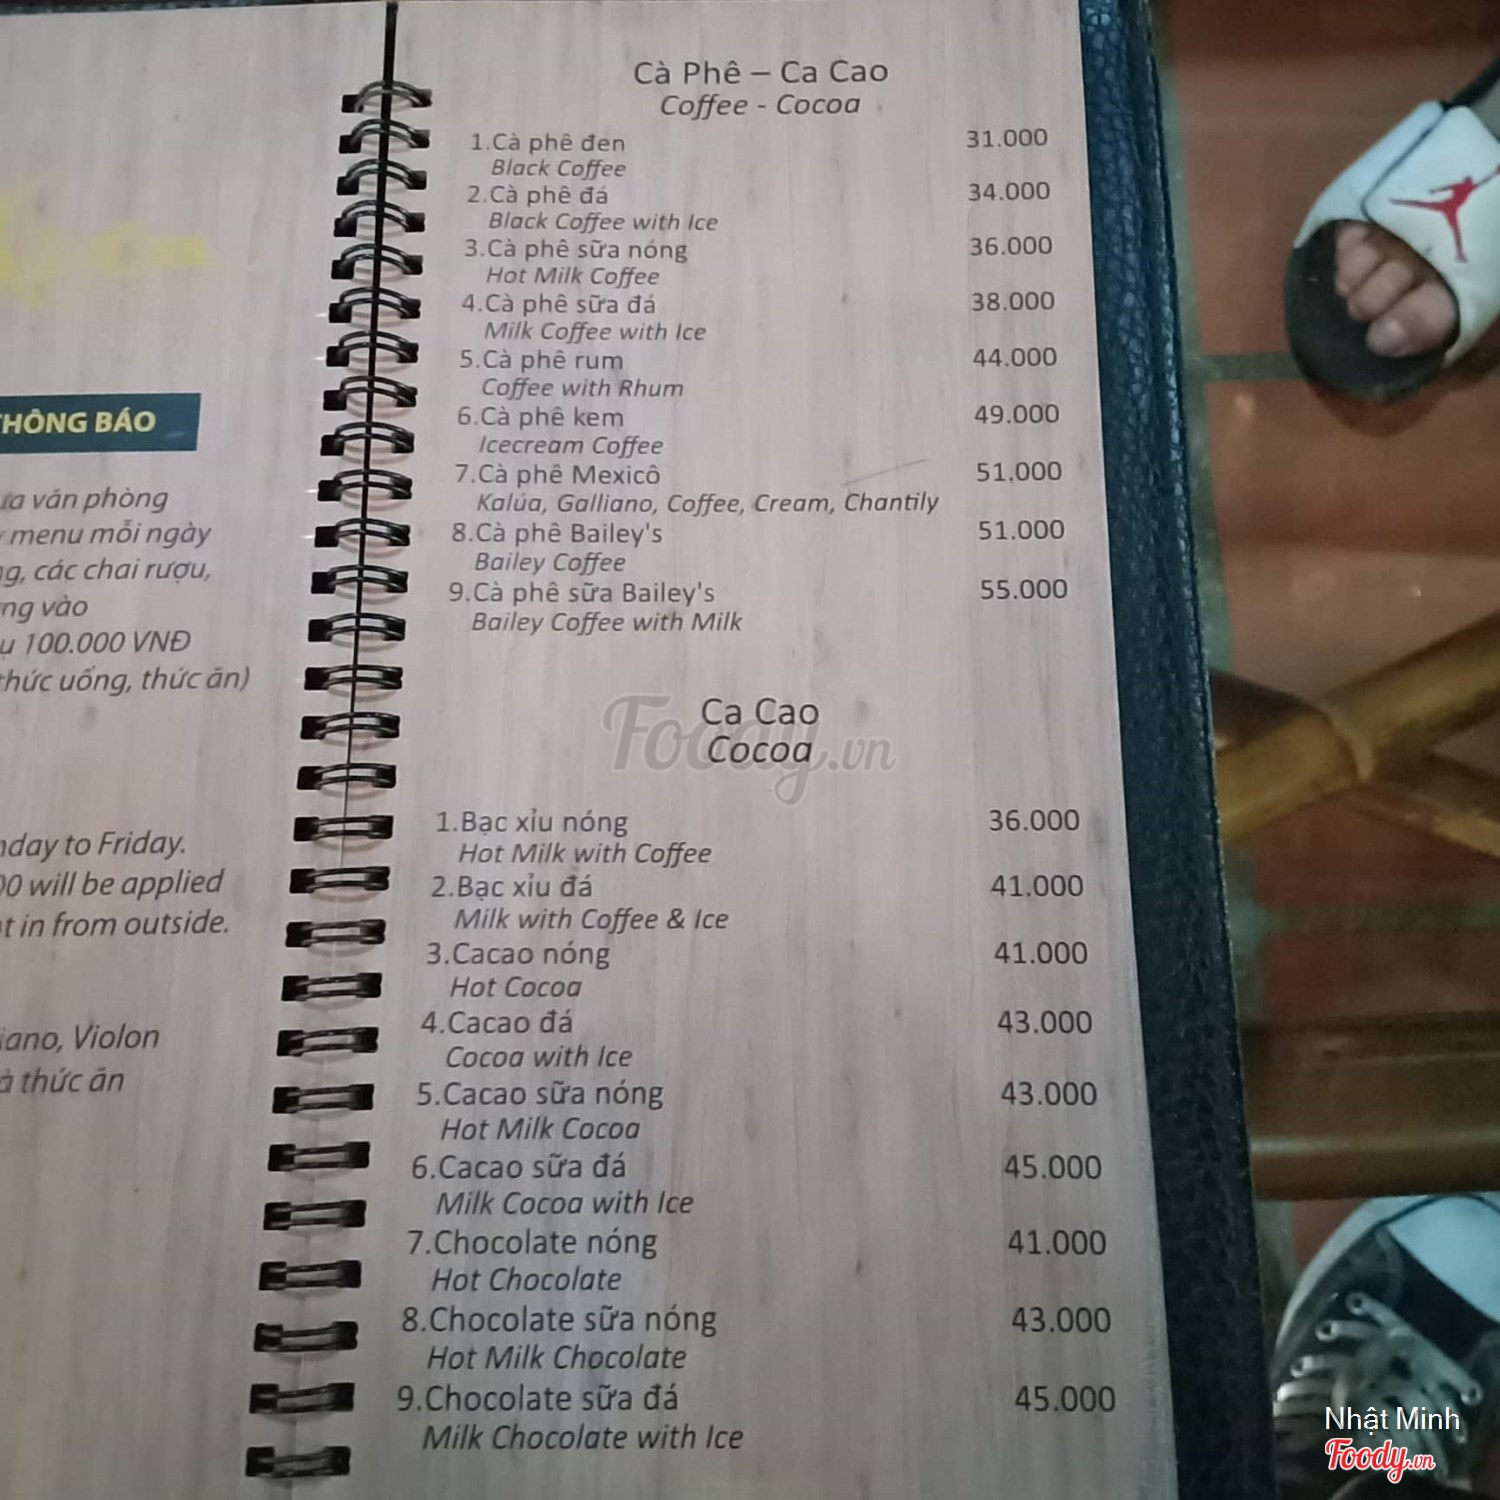 THÔNG BÁO
văn phòng
menu mỗi ngày
các chai rượu,
vào
100.000 VNĐ
thức uống, thức ăn)
to Friday.
will be applied
in from outside.
Violon
thức ăn
Cà Phê – Ca Cao
Coffee - Cocoa
1.Cà phê đen 31.000
Black Coffee
2.Cà phê đá 34.000
Black Coffee with Ice
3.Cà phê sữa nóng 36.000
Hot Milk Coffee
4.Cà phê sữa đá 38.000
Milk Coffee with Ice
5.Cà phê rum 44.000
Coffee with Rhum
6.Cà phê kem 49.000
Icecream Coffee
7.Cà phê Mexicô 51.000
Kalúa, Galliano, Coffee, Cream, Chantily
8.Cà phê Bailey's 51.000
Bailey Coffee
9.Cà phê sữa Bailey's 55.000
Bailey Coffee with Milk
Ca Cao
Cocoa
Foody.vn
1.Bạc xỉu nóng 36.000
Hot Milk with Coffee
2.Bạc xỉu đá 41.000
Milk with Coffee & Ice
3.Cacao nóng 41.000
Hot Cocoa
4.Cacao đá 43.000
Cocoa with Ice
5.Cacao sữa nóng 43.000
Hot Milk Cocoa
6.Cacao sữa đá 45.000
Milk Cocoa with Ice
7.Chocolate nóng 41.000
Hot Chocolate
8.Chocolate sữa nóng 43.000
Hot Milk Chocolate
9.Chocolate sữa đá 45.000
Milk Chocolate with Ice
Nhật Minh
Foody.vn